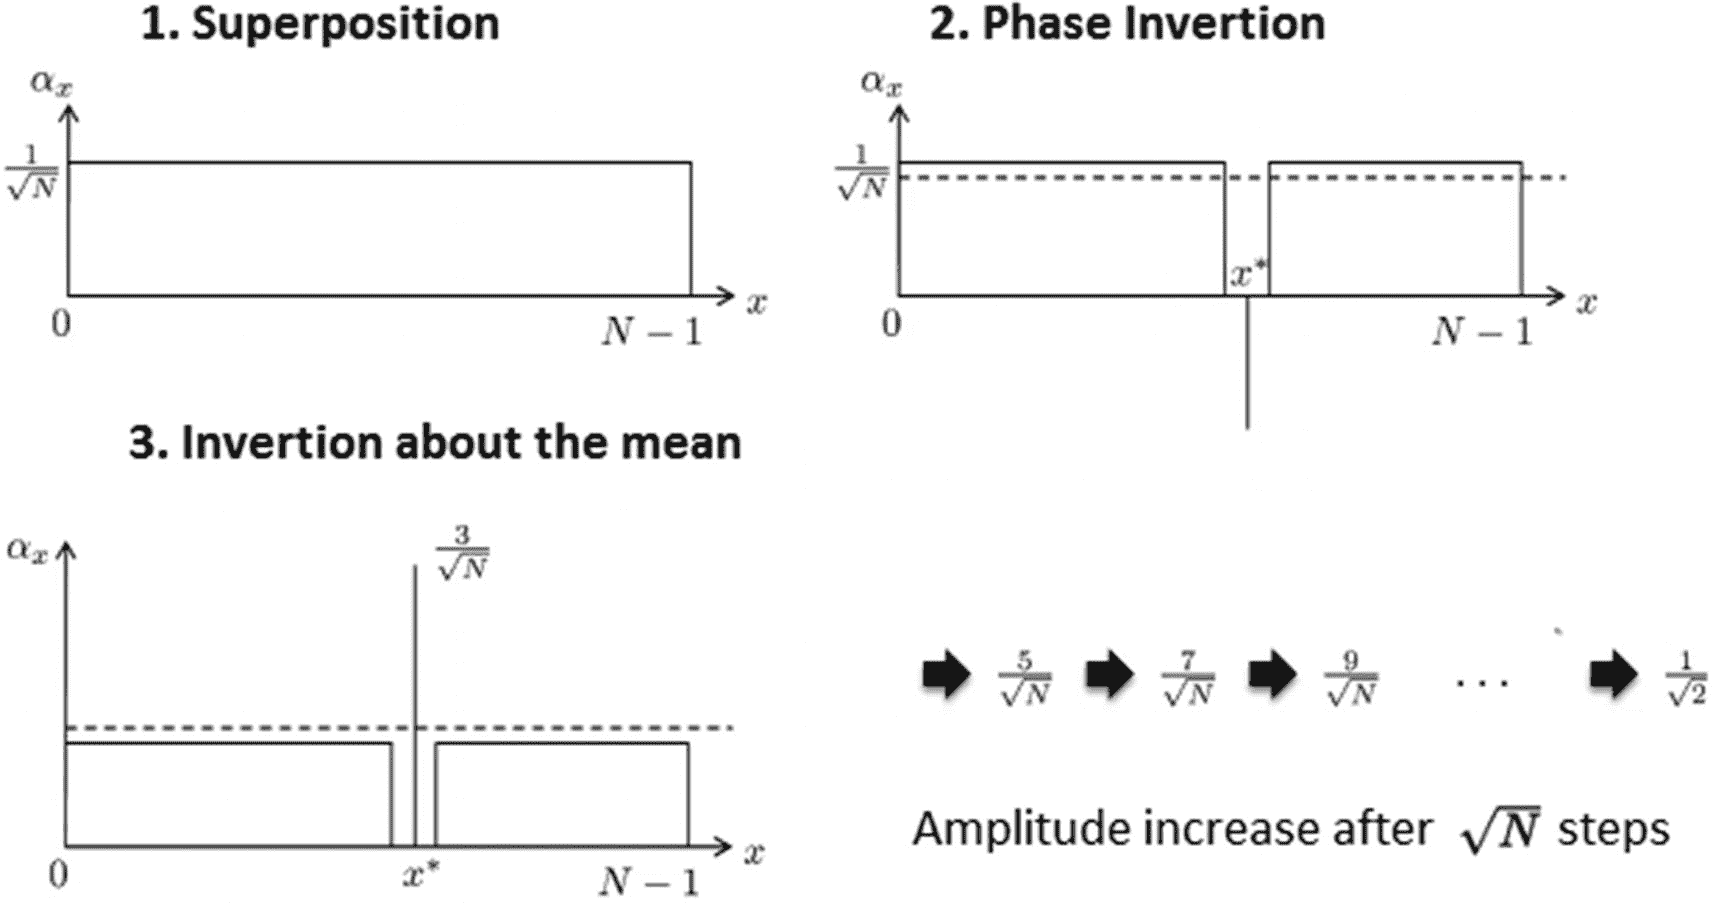 1. Superposition
αₓ
1/√N
0
N − 1
x
2. Phase Invertion
αₓ
1/√N
x*
0
N − 1
x
3. Invertion about the mean
αₓ
3/√N
0
x*
N − 1
x
5/√N 7/√N 9/√N ... 1/√2
Amplitude increase after √N steps